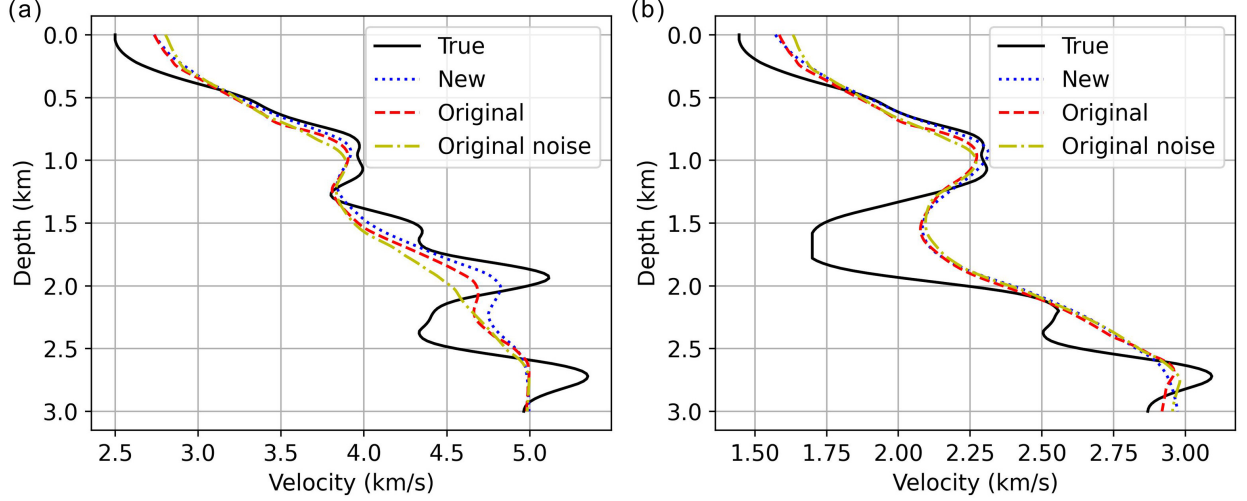 (a)
True
New
Original
Original noise
0.0
0.5
1.0
1.5
2.0
2.5
3.0
Depth (km)
2.5 3.0 3.5 4.0 4.5 5.0
Velocity (km/s)
(b)
True
New
Original
Original noise
0.0
0.5
1.0
1.5
2.0
2.5
3.0
Depth (km)
1.50 1.75 2.00 2.25 2.50 2.75 3.00
Velocity (km/s)